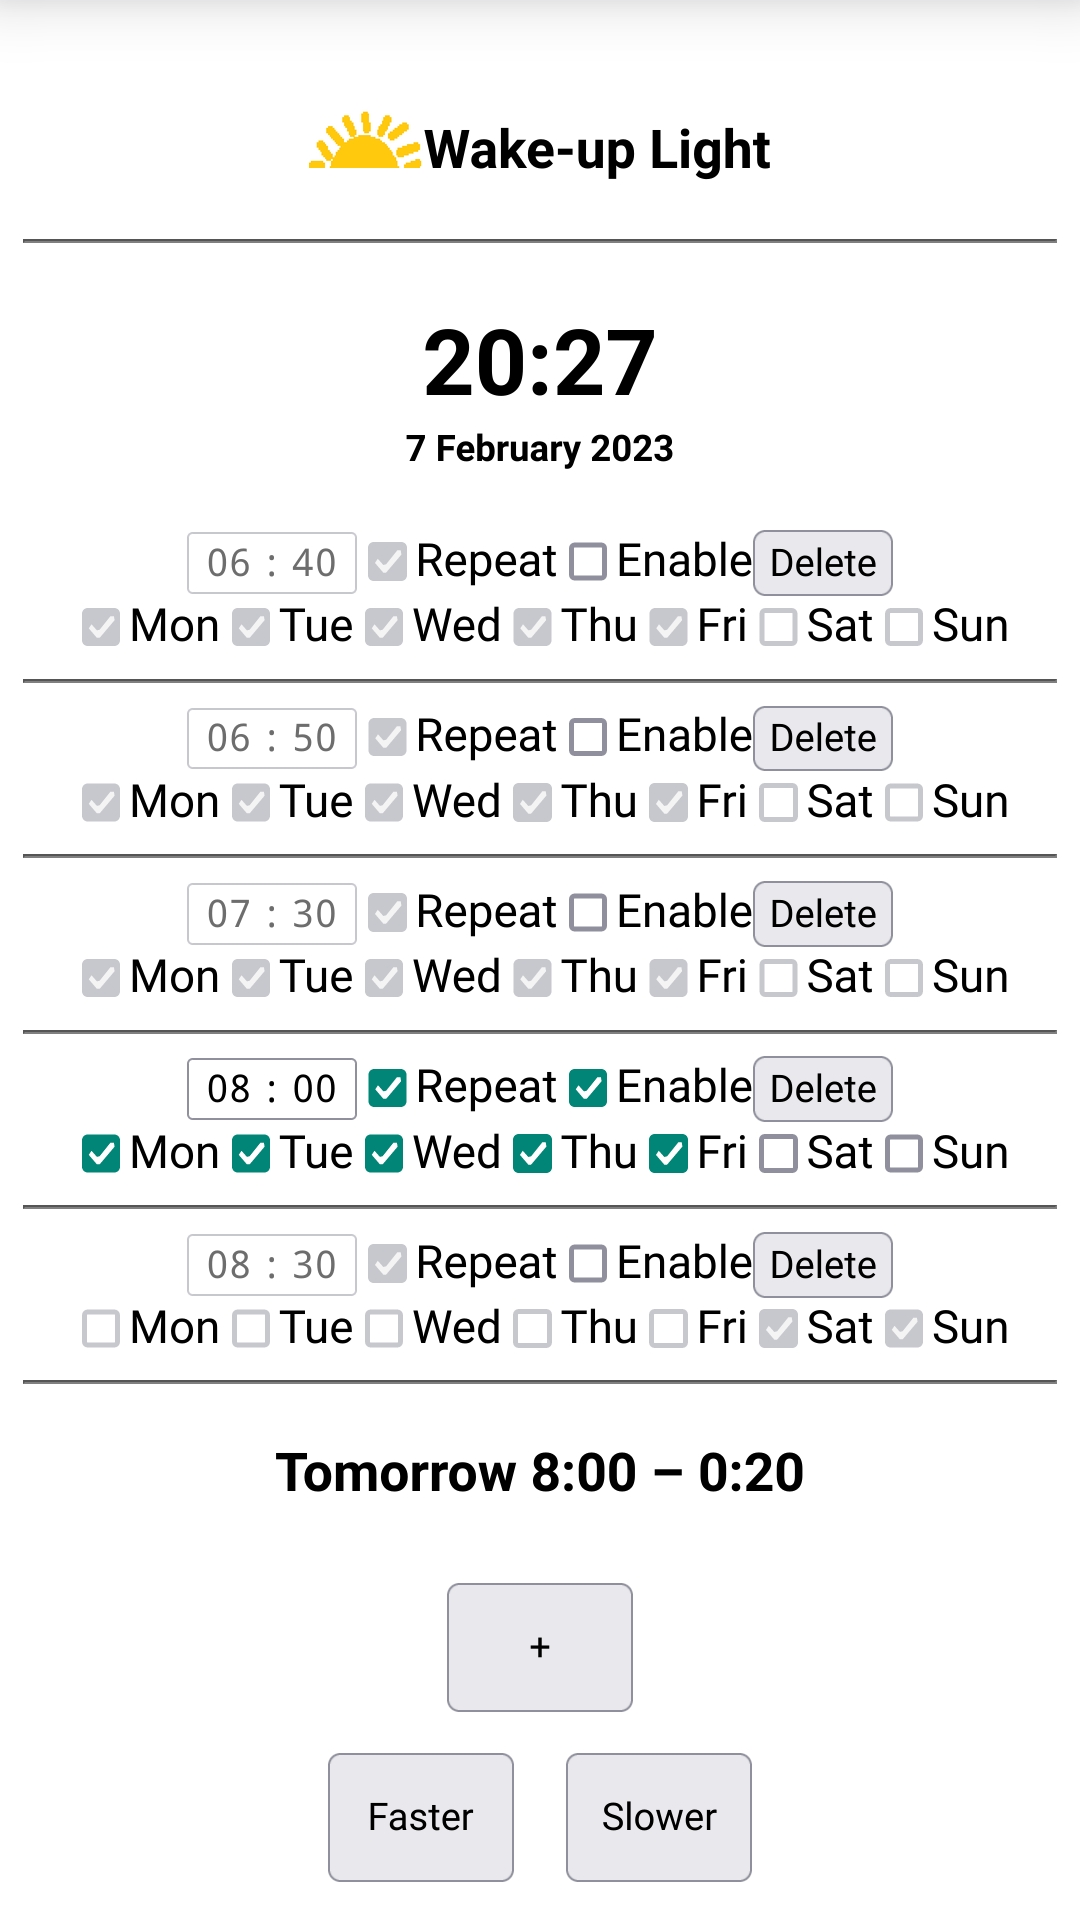 Wake-up Light
20:27
7 February 2023
06 : 40 Repeat Enable Delete
Mon Tue Wed Thu Fri Sat Sun
06 : 50 Repeat Enable Delete
Mon Tue Wed Thu Fri Sat Sun
07 : 30 Repeat Enable Delete
Mon Tue Wed Thu Fri Sat Sun
08 : 00 Repeat Enable Delete
Mon Tue Wed Thu Fri Sat Sun
08 : 30 Repeat Enable Delete
Mon Tue Wed Thu Fri Sat Sun
Tomorrow 8:00 – 0:20
+
Faster Slower